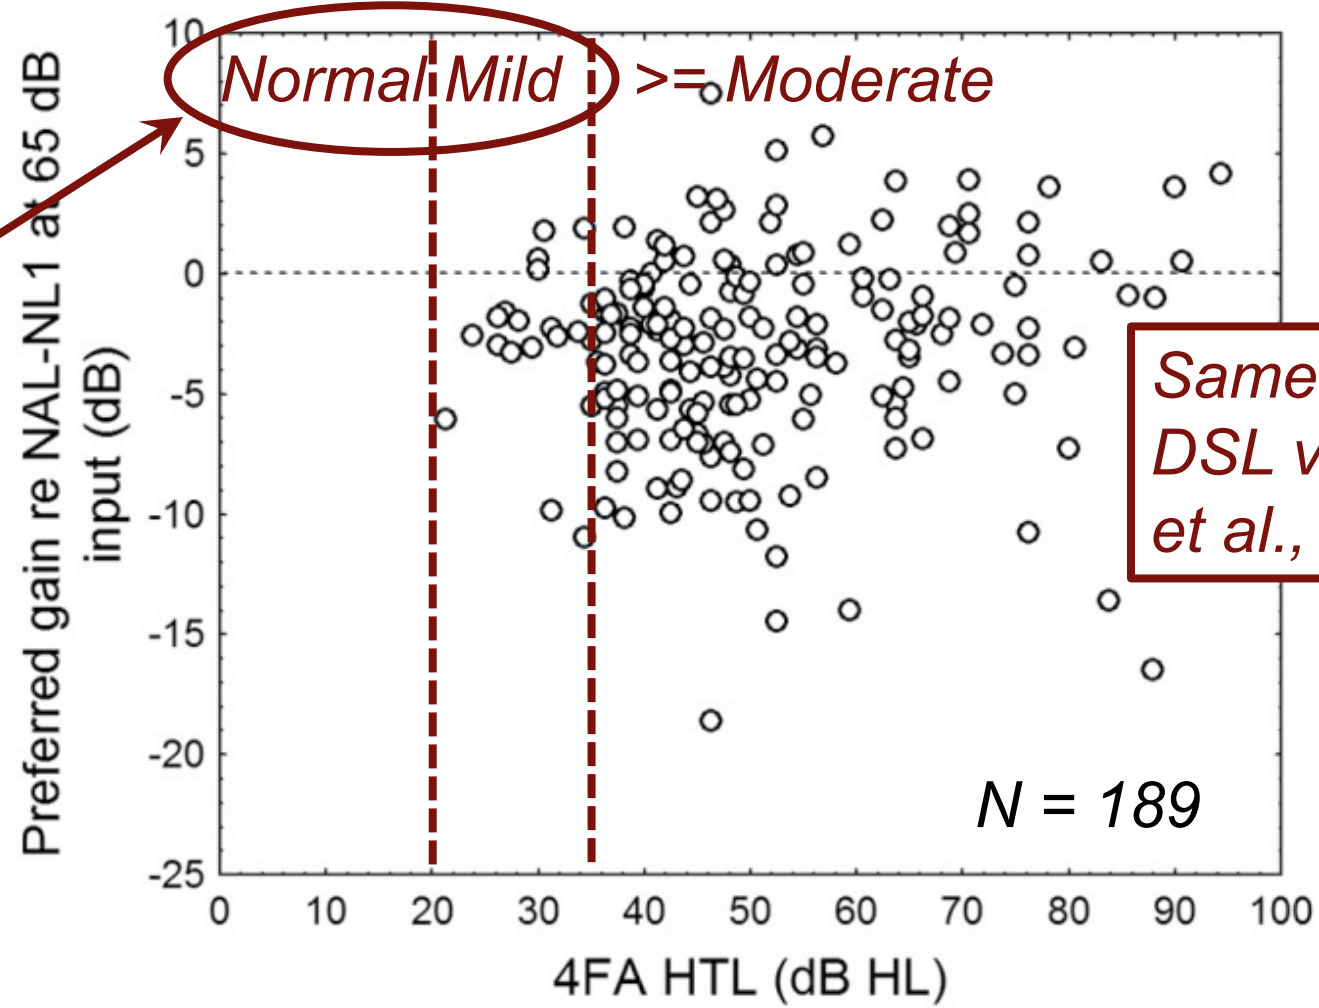 Preferred gain re NAL-NL1 at 65 dB
input (dB)
10
5
0
-5
-10
-15
-20
-25
Normal Mild >= Moderate
Same
DSL v
et al.,
N = 189
0 10 20 30 40 50 60 70 80 90 100
4FA HTL (dB HL)